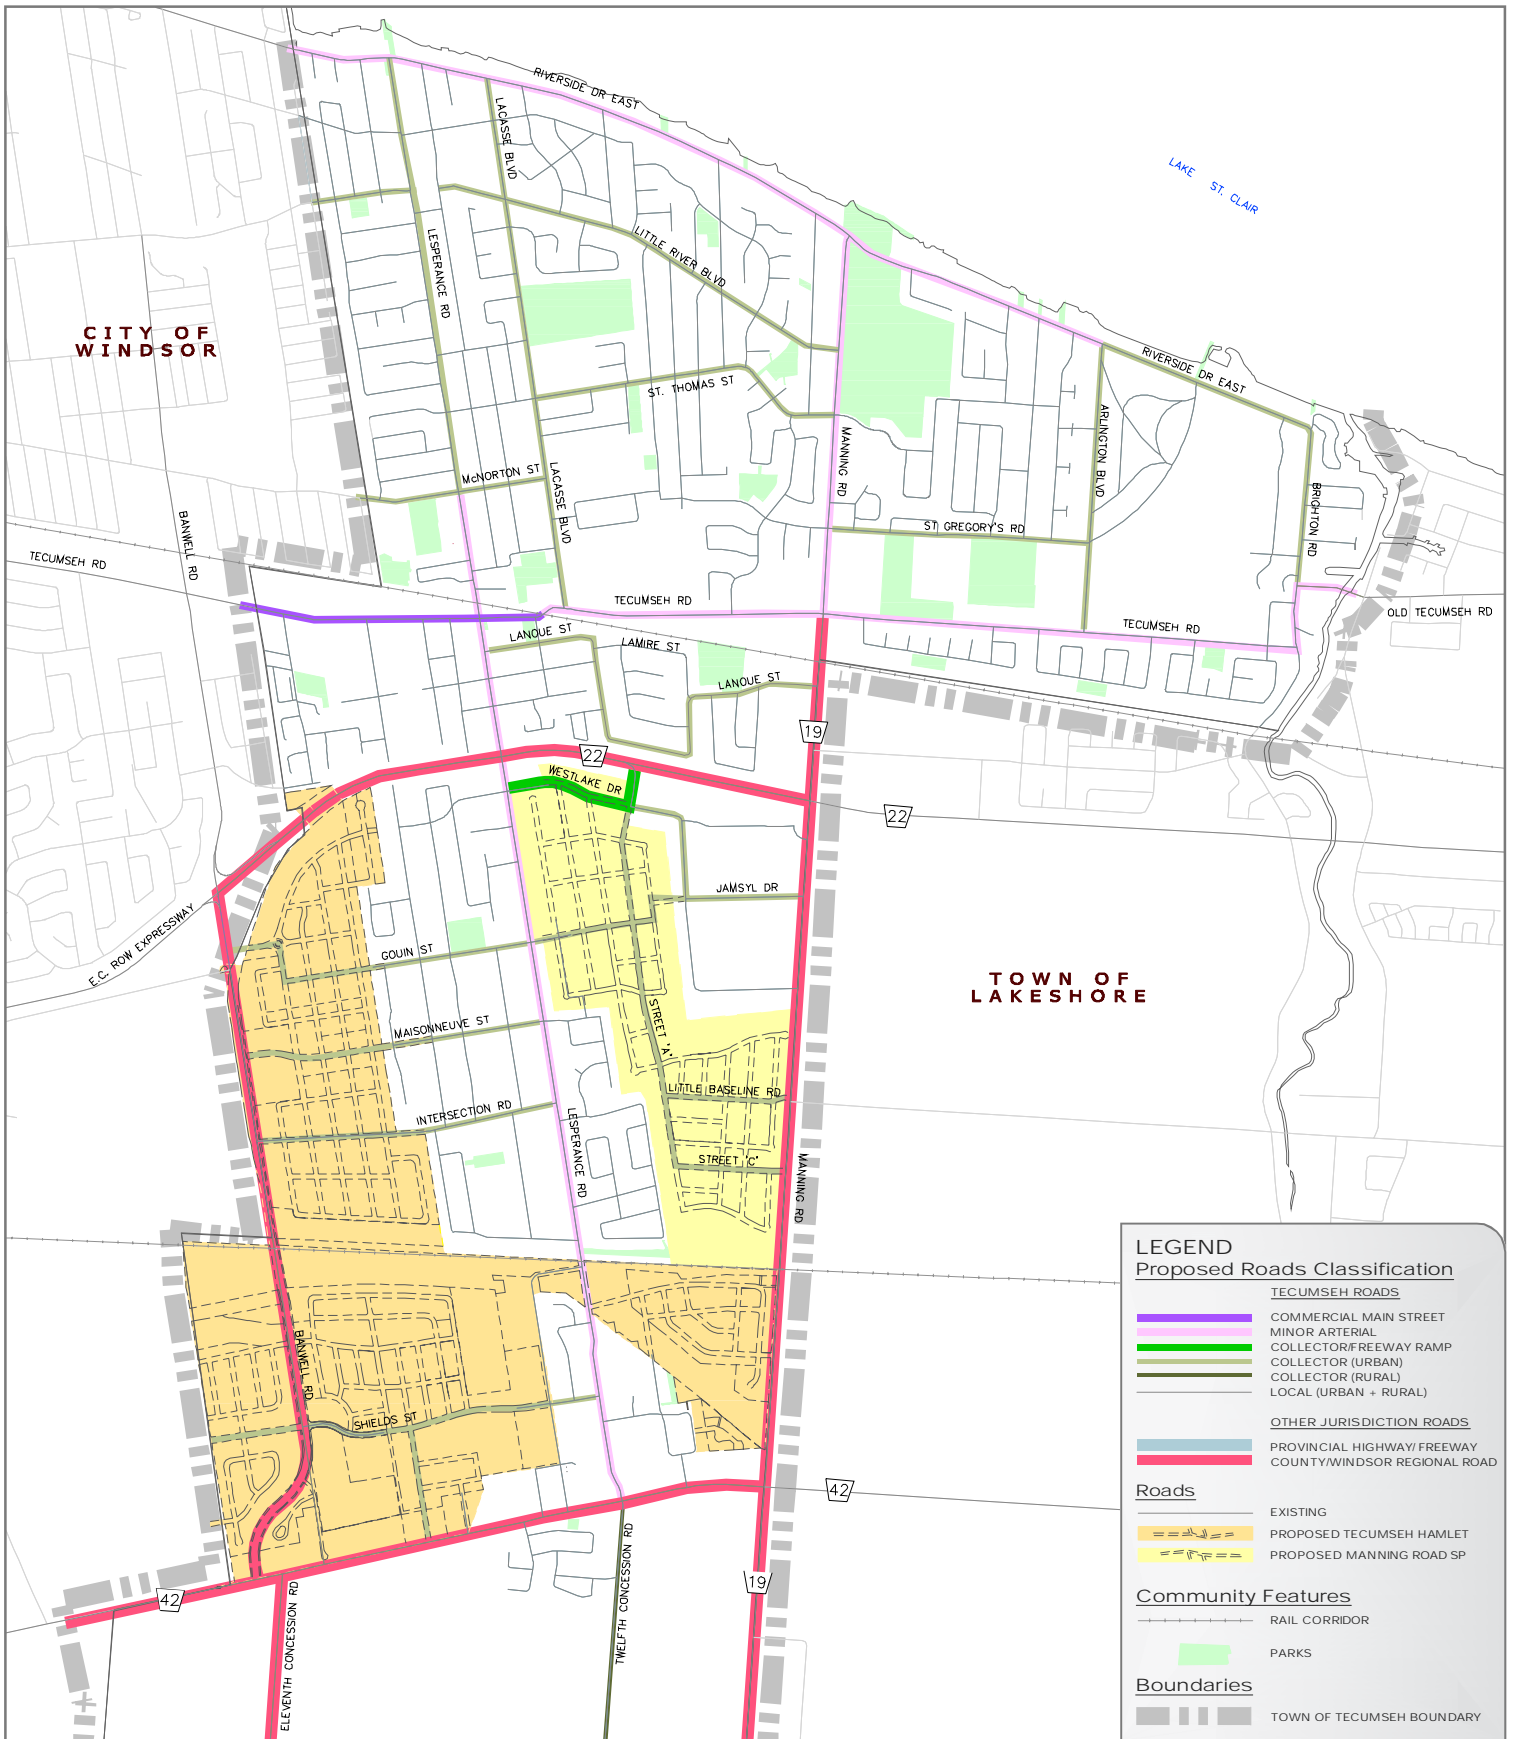 RIVERSIDE DR EAST
LACASSE BLVD
LAKE ST. CLAIR
LESPERANCE RD
LITTLE RIVER BLVD
CITY OF
WINDSOR
RIVERSIDE DR EAST
ST. THOMAS ST
ARLINGTON BLVD
MANNING RD
McNORTON ST
LACASSE BLVD
BRIGHTON RD
BANWELL RD
ST GREGORY'S RD
TECUMSEH RD
TECUMSEH RD
OLD TECUMSEH RD
TECUMSEH RD
LANOUE ST
LAMIRE ST
LANOUE ST
19
22
WESTLAKE DR
22
JAMSYL DR
E.C. ROW EXPRESSWAY
GOUIN ST
TOWN OF
LAKESHORE
STREET 'A'
MAISONNEUVE ST
LITTLE BASELINE RD
INTERSECTION RD
LESPERANCE RD
STREET 'C'
MANNING RD
BANWELL RD
SHIELDS ST
42
TWELFTH CONCESSION RD
19
42
ELEVENTH CONCESSION RD
LEGEND
Proposed Roads Classification
TECUMSEH ROADS
COMMERCIAL MAIN STREET
MINOR ARTERIAL
COLLECTOR/FREEWAY RAMP
COLLECTOR (URBAN)
COLLECTOR (RURAL)
LOCAL (URBAN + RURAL)
OTHER JURISDICTION ROADS
PROVINCIAL HIGHWAY/ FREEWAY
COUNTY/WINDSOR REGIONAL ROAD
Roads
EXISTING
PROPOSED TECUMSEH HAMLET
PROPOSED MANNING ROAD SP
Community Features
RAIL CORRIDOR
PARKS
Boundaries
TOWN OF TECUMSEH BOUNDARY